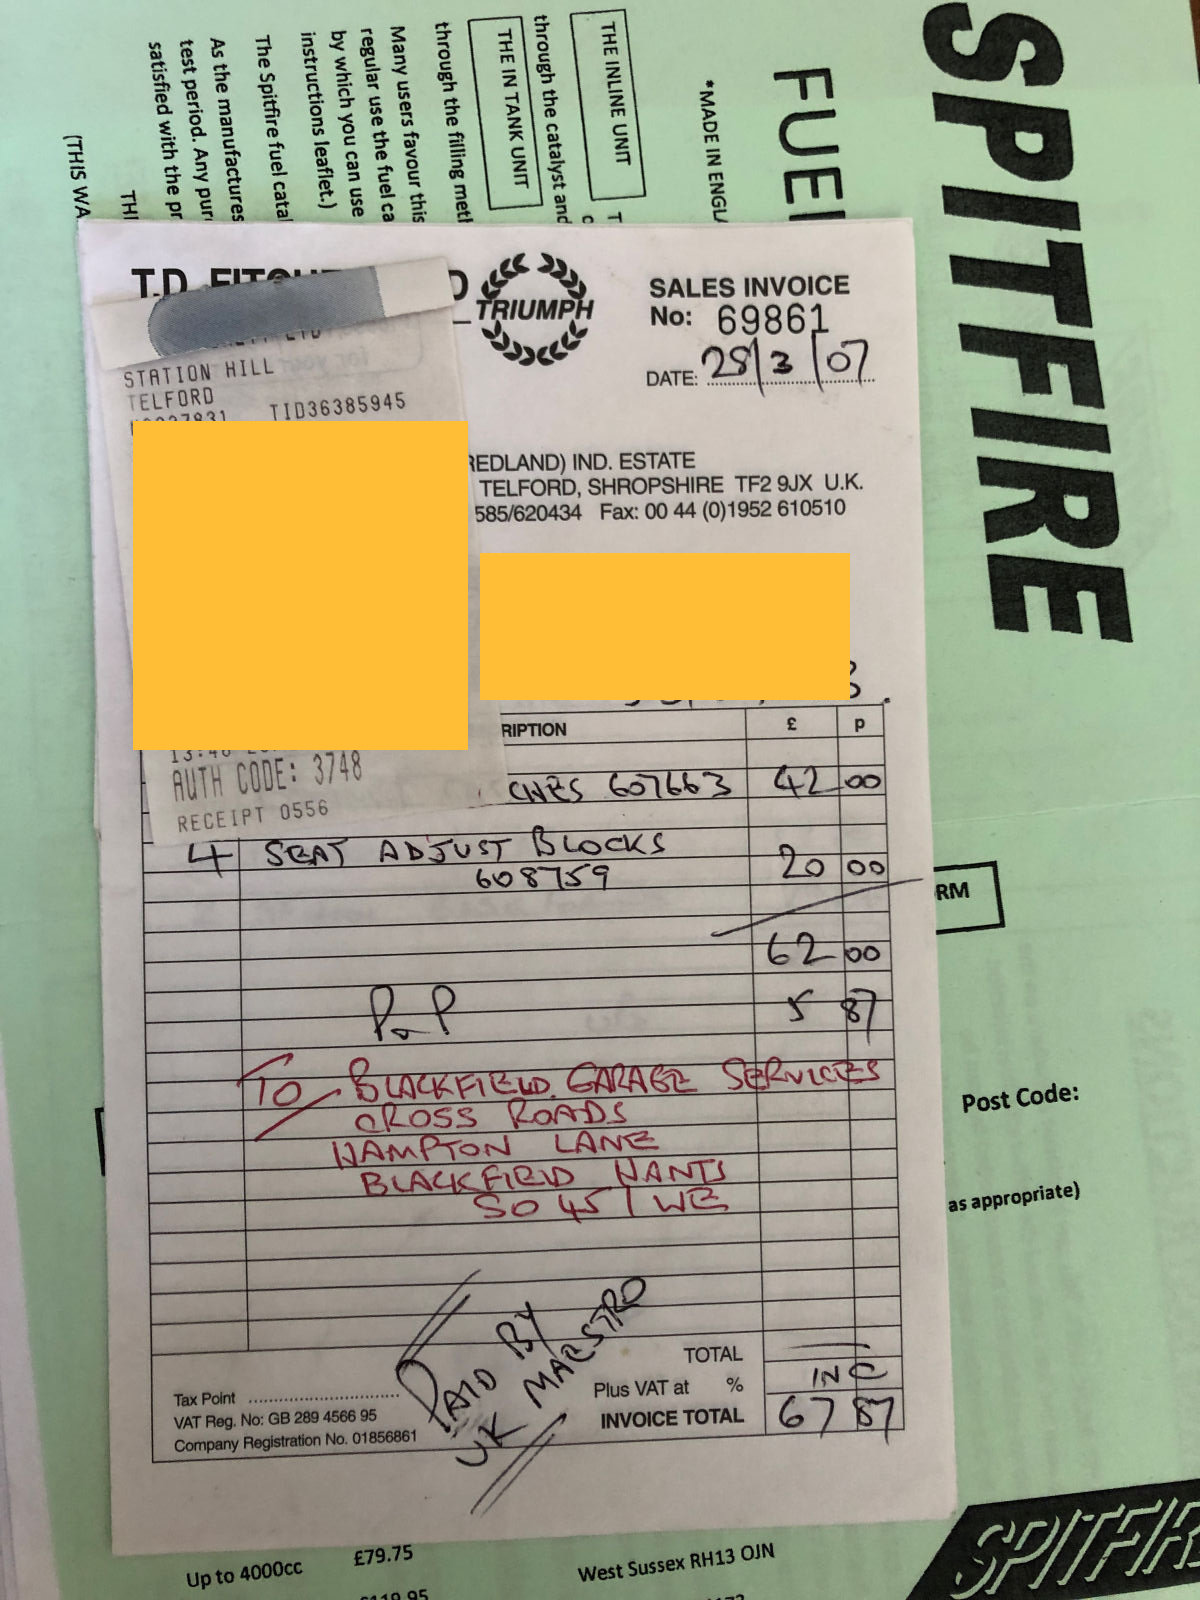 SPITFIRE
FUEL
*MADE IN ENGL
THE INLINE UNIT
through the catalyst and
THE IN TANK UNIT
through the filling meth
Many users favour this
regular use the fuel ca
by which you can use
instructions leaflet.)
The Spitfire fuel catal
As the manufactures
test period. Any pur
satisfied with the pr
(THIS WA
T.D.
TRIUMPH
SALES INVOICE
No: 69861
DATE: 28/3/07
STATION HILL
TELFORD
TID36385945
REDLAND) IND. ESTATE
TELFORD, SHROPSHIRE TF2 9JX U.K.
585/620434 Fax: 00 44 (0)1952 610510
AUTH CODE: 3748
RECEIPT 0556
RIPTION £ p
CHES 607663 42 00
4 SEAT ADJUST BLOCKS
608759 20 00
62 00
P&P 5 87
TO BLACKFIELD GARAGE SERVICES
CROSS ROADS
HAMPTON LANE
BLACKFIELD HANTS
SO45 1WE
PAID BY
UK MAESTRO
TOTAL
Plus VAT at % INC
INVOICE TOTAL 67 87
Tax Point
VAT Reg. No: GB 289 4566 95
Company Registration No. 01856861
RM
Post Code:
as appropriate)
Up to 4000cc £79.75
West Sussex RH13 OJN
SPITFIR